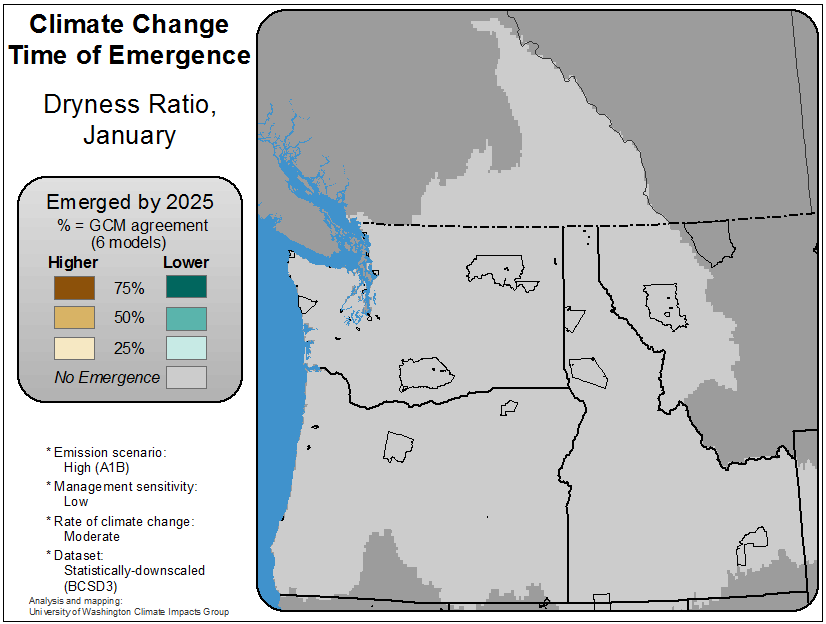 Climate Change
Time of Emergence
Dryness Ratio,
January
Emerged by 2025
% = GCM agreement
(6 models)
Higher Lower
75%
50%
25%
No Emergence
* Emission scenario:
High (A1B)
* Management sensitivity:
Low
* Rate of climate change:
Moderate
* Dataset:
Statistically-downscaled
(BCSD3)
Analysis and mapping:
University of Washington Climate Impacts Group